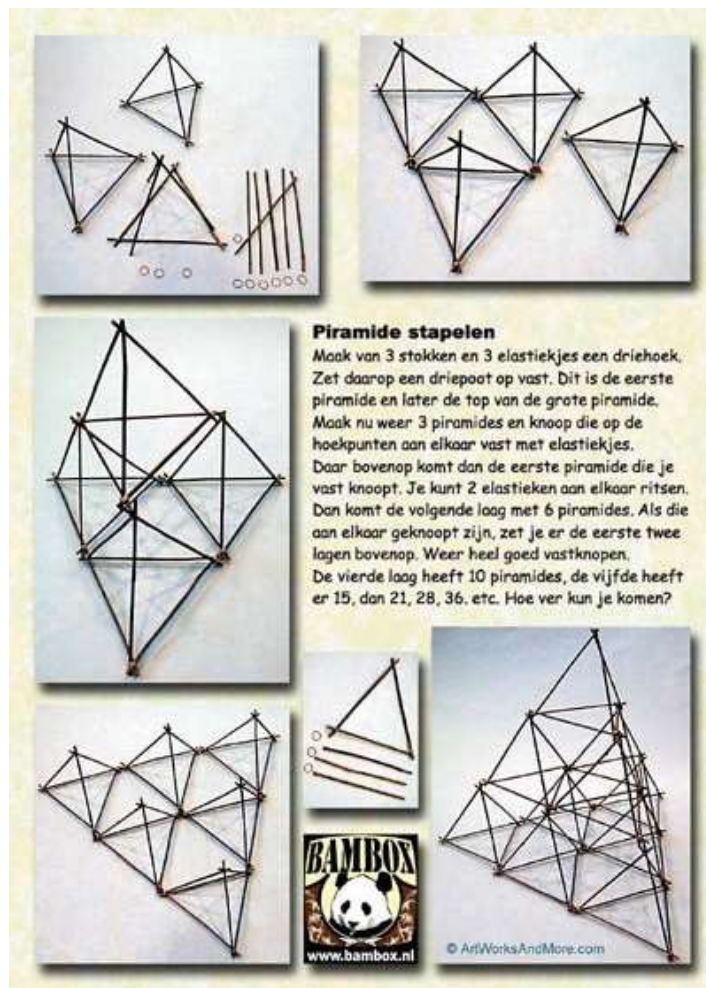 Piramide stapelen
Maak van 3 stokken en 3 elastiekjes een driehoek.
Zet daarop een driepoot op vast. Dit is de eerste
piramide en later de top van de grote piramide.
Maak nu weer 3 piramides en knoop die op de
hoekpunten aan elkaar vast met elastiekjes.
Daar bovenop komt dan de eerste piramide die je
vast knoopt. Je kunt 2 elastieken aan elkaar ritsen.
Dan komt de volgende laag met 6 piramides. Als die
aan elkaar geknoopt zijn, zet je er de eerste twee
lagen bovenop. Weer heel goed vastknopen.
De vierde laag heeft 10 piramides, de vijfde heeft
er 15, dan 21, 28, 36. etc. Hoe ver kun je komen?
BAMBOX
www.bambox.nl
© ArtWorksAndMore.com